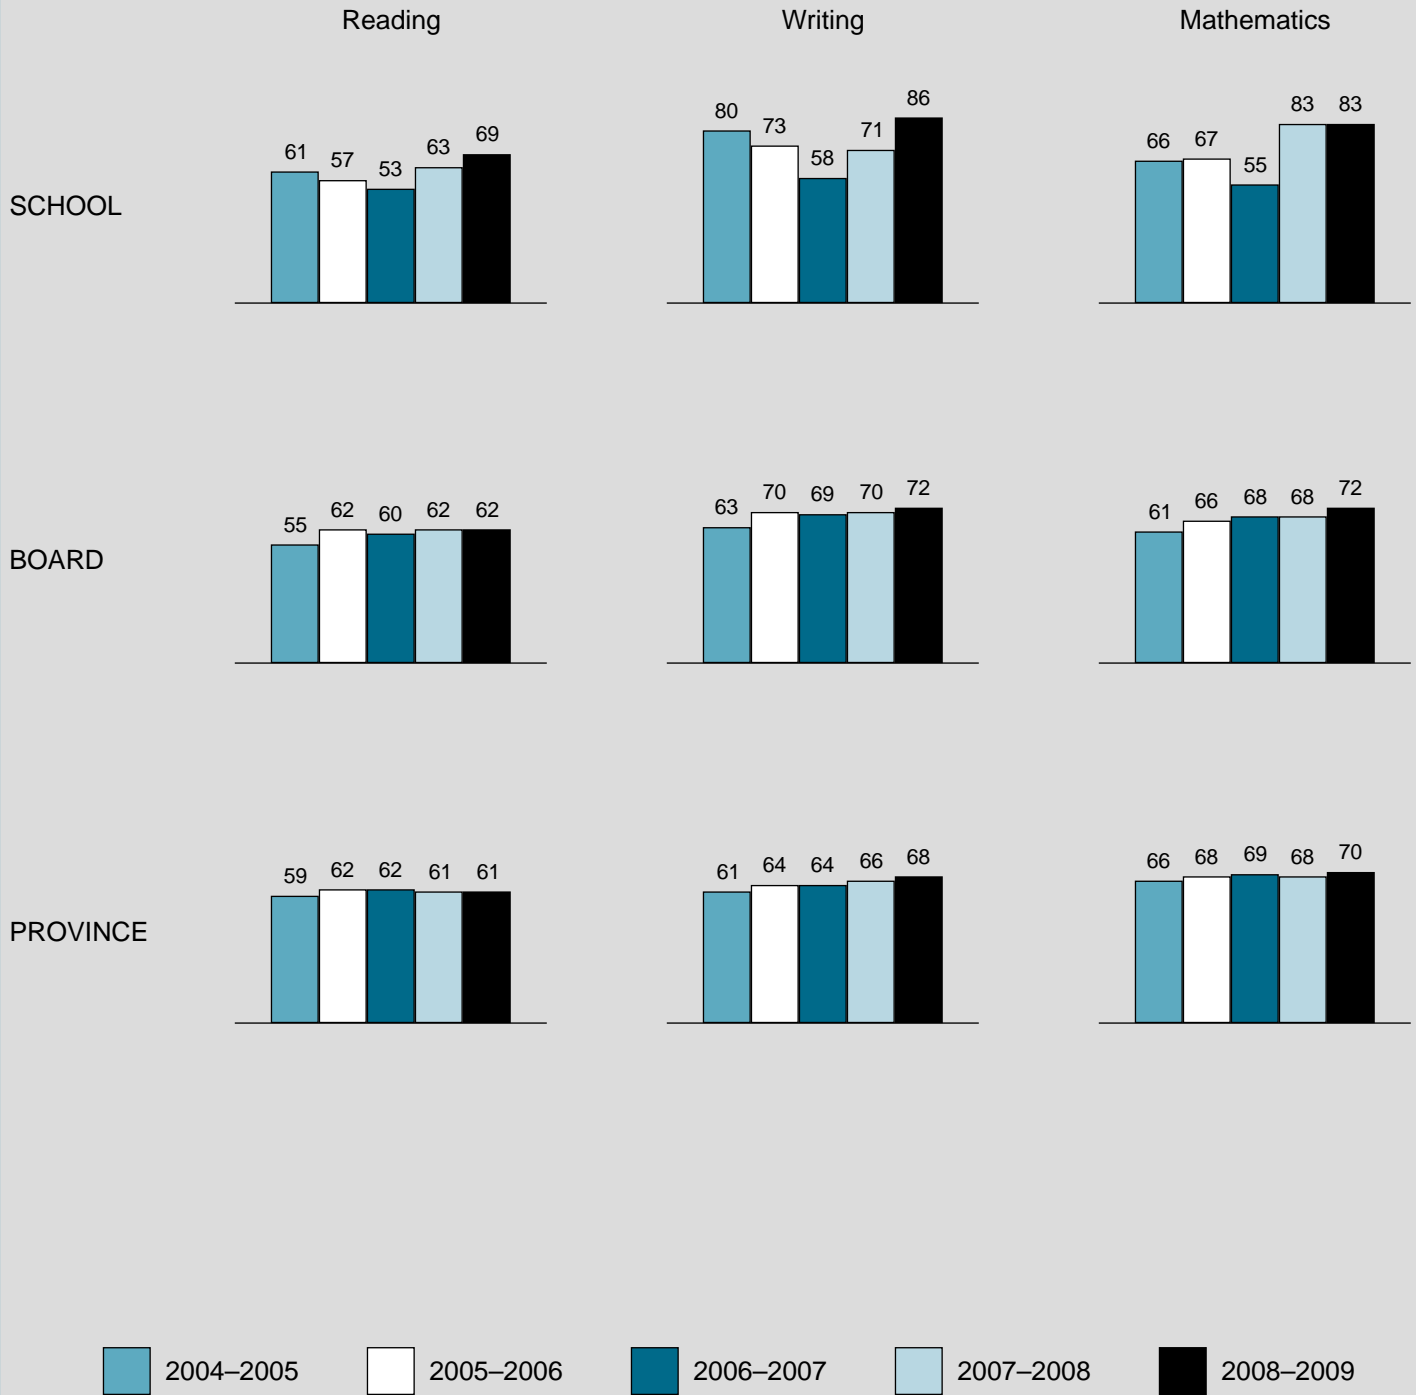 Reading Writing Mathematics
SCHOOL
61 57 53 63 69
80 73 58 71 86
66 67 55 83 83
BOARD
55 62 60 62 62
63 70 69 70 72
61 66 68 68 72
PROVINCE
59 62 62 61 61
61 64 64 66 68
66 68 69 68 70
2004–2005 2005–2006 2006–2007 2007–2008 2008–2009